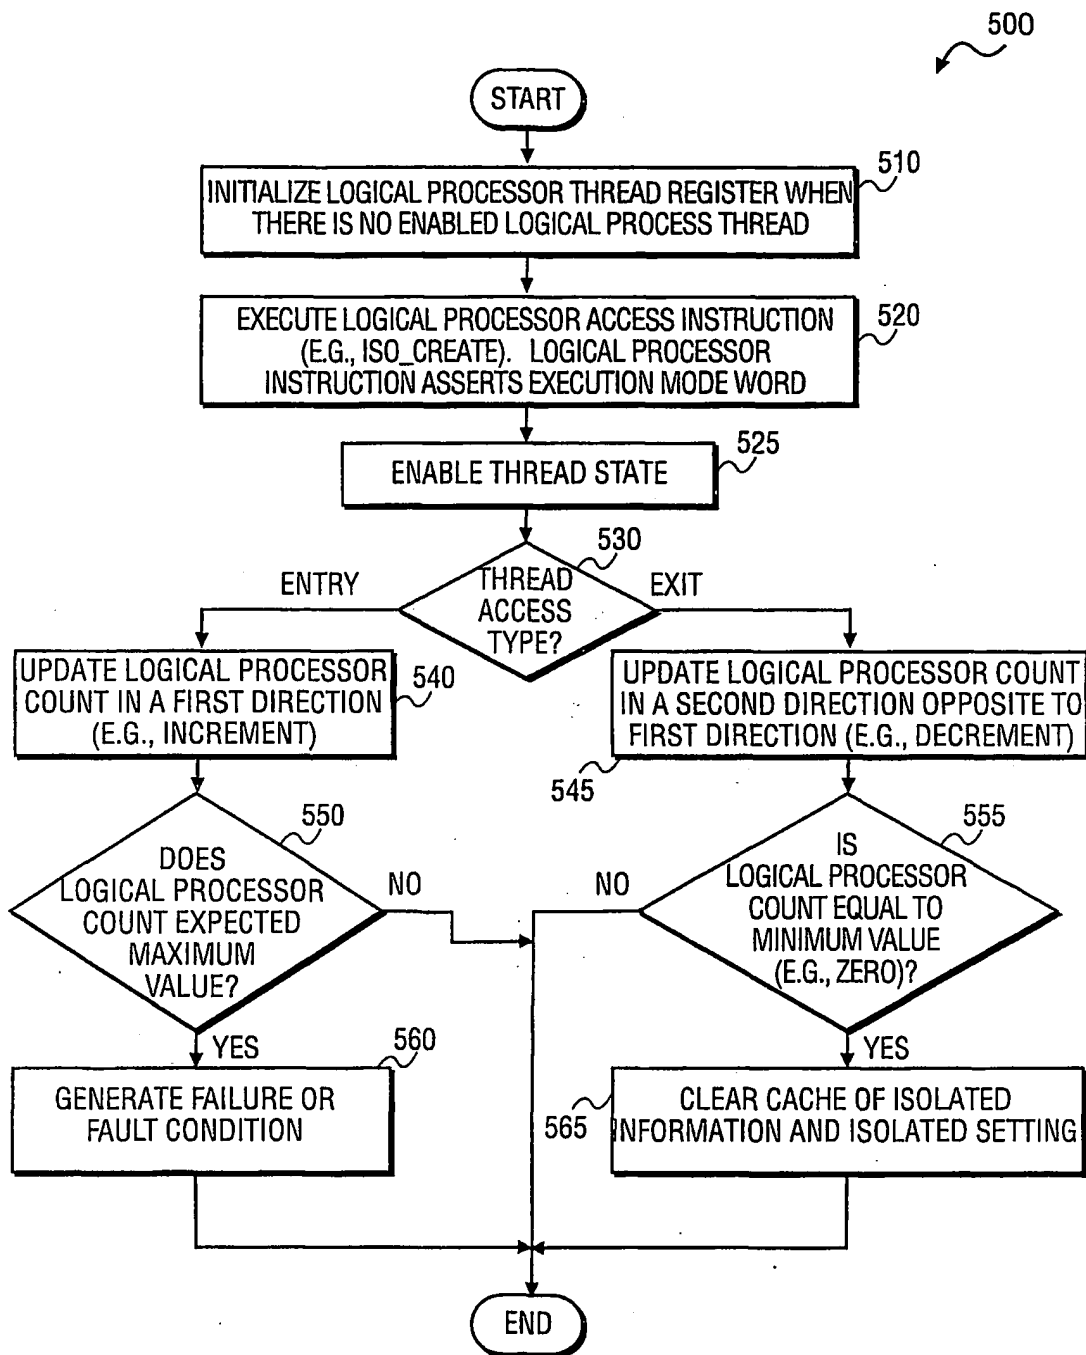 500
START
510
INITIALIZE LOGICAL PROCESSOR THREAD REGISTER WHEN
THERE IS NO ENABLED LOGICAL PROCESS THREAD
EXECUTE LOGICAL PROCESSOR ACCESS INSTRUCTION
(E.G., ISO_CREATE). LOGICAL PROCESSOR
INSTRUCTION ASSERTS EXECUTION MODE WORD
520
ENABLE THREAD STATE
525
530
ENTRY
THREAD
ACCESS
TYPE?
EXIT
UPDATE LOGICAL PROCESSOR
COUNT IN A FIRST DIRECTION
(E.G., INCREMENT)
540
UPDATE LOGICAL PROCESSOR COUNT
IN A SECOND DIRECTION OPPOSITE TO
FIRST DIRECTION (E.G., DECREMENT)
545
550
DOES
LOGICAL PROCESSOR
COUNT EXPECTED
MAXIMUM
VALUE?
NO
YES
555
IS
LOGICAL PROCESSOR
COUNT EQUAL TO
MINIMUM VALUE
(E.G., ZERO)?
NO
YES
560
GENERATE FAILURE OR
FAULT CONDITION
565
CLEAR CACHE OF ISOLATED
INFORMATION AND ISOLATED SETTING
END